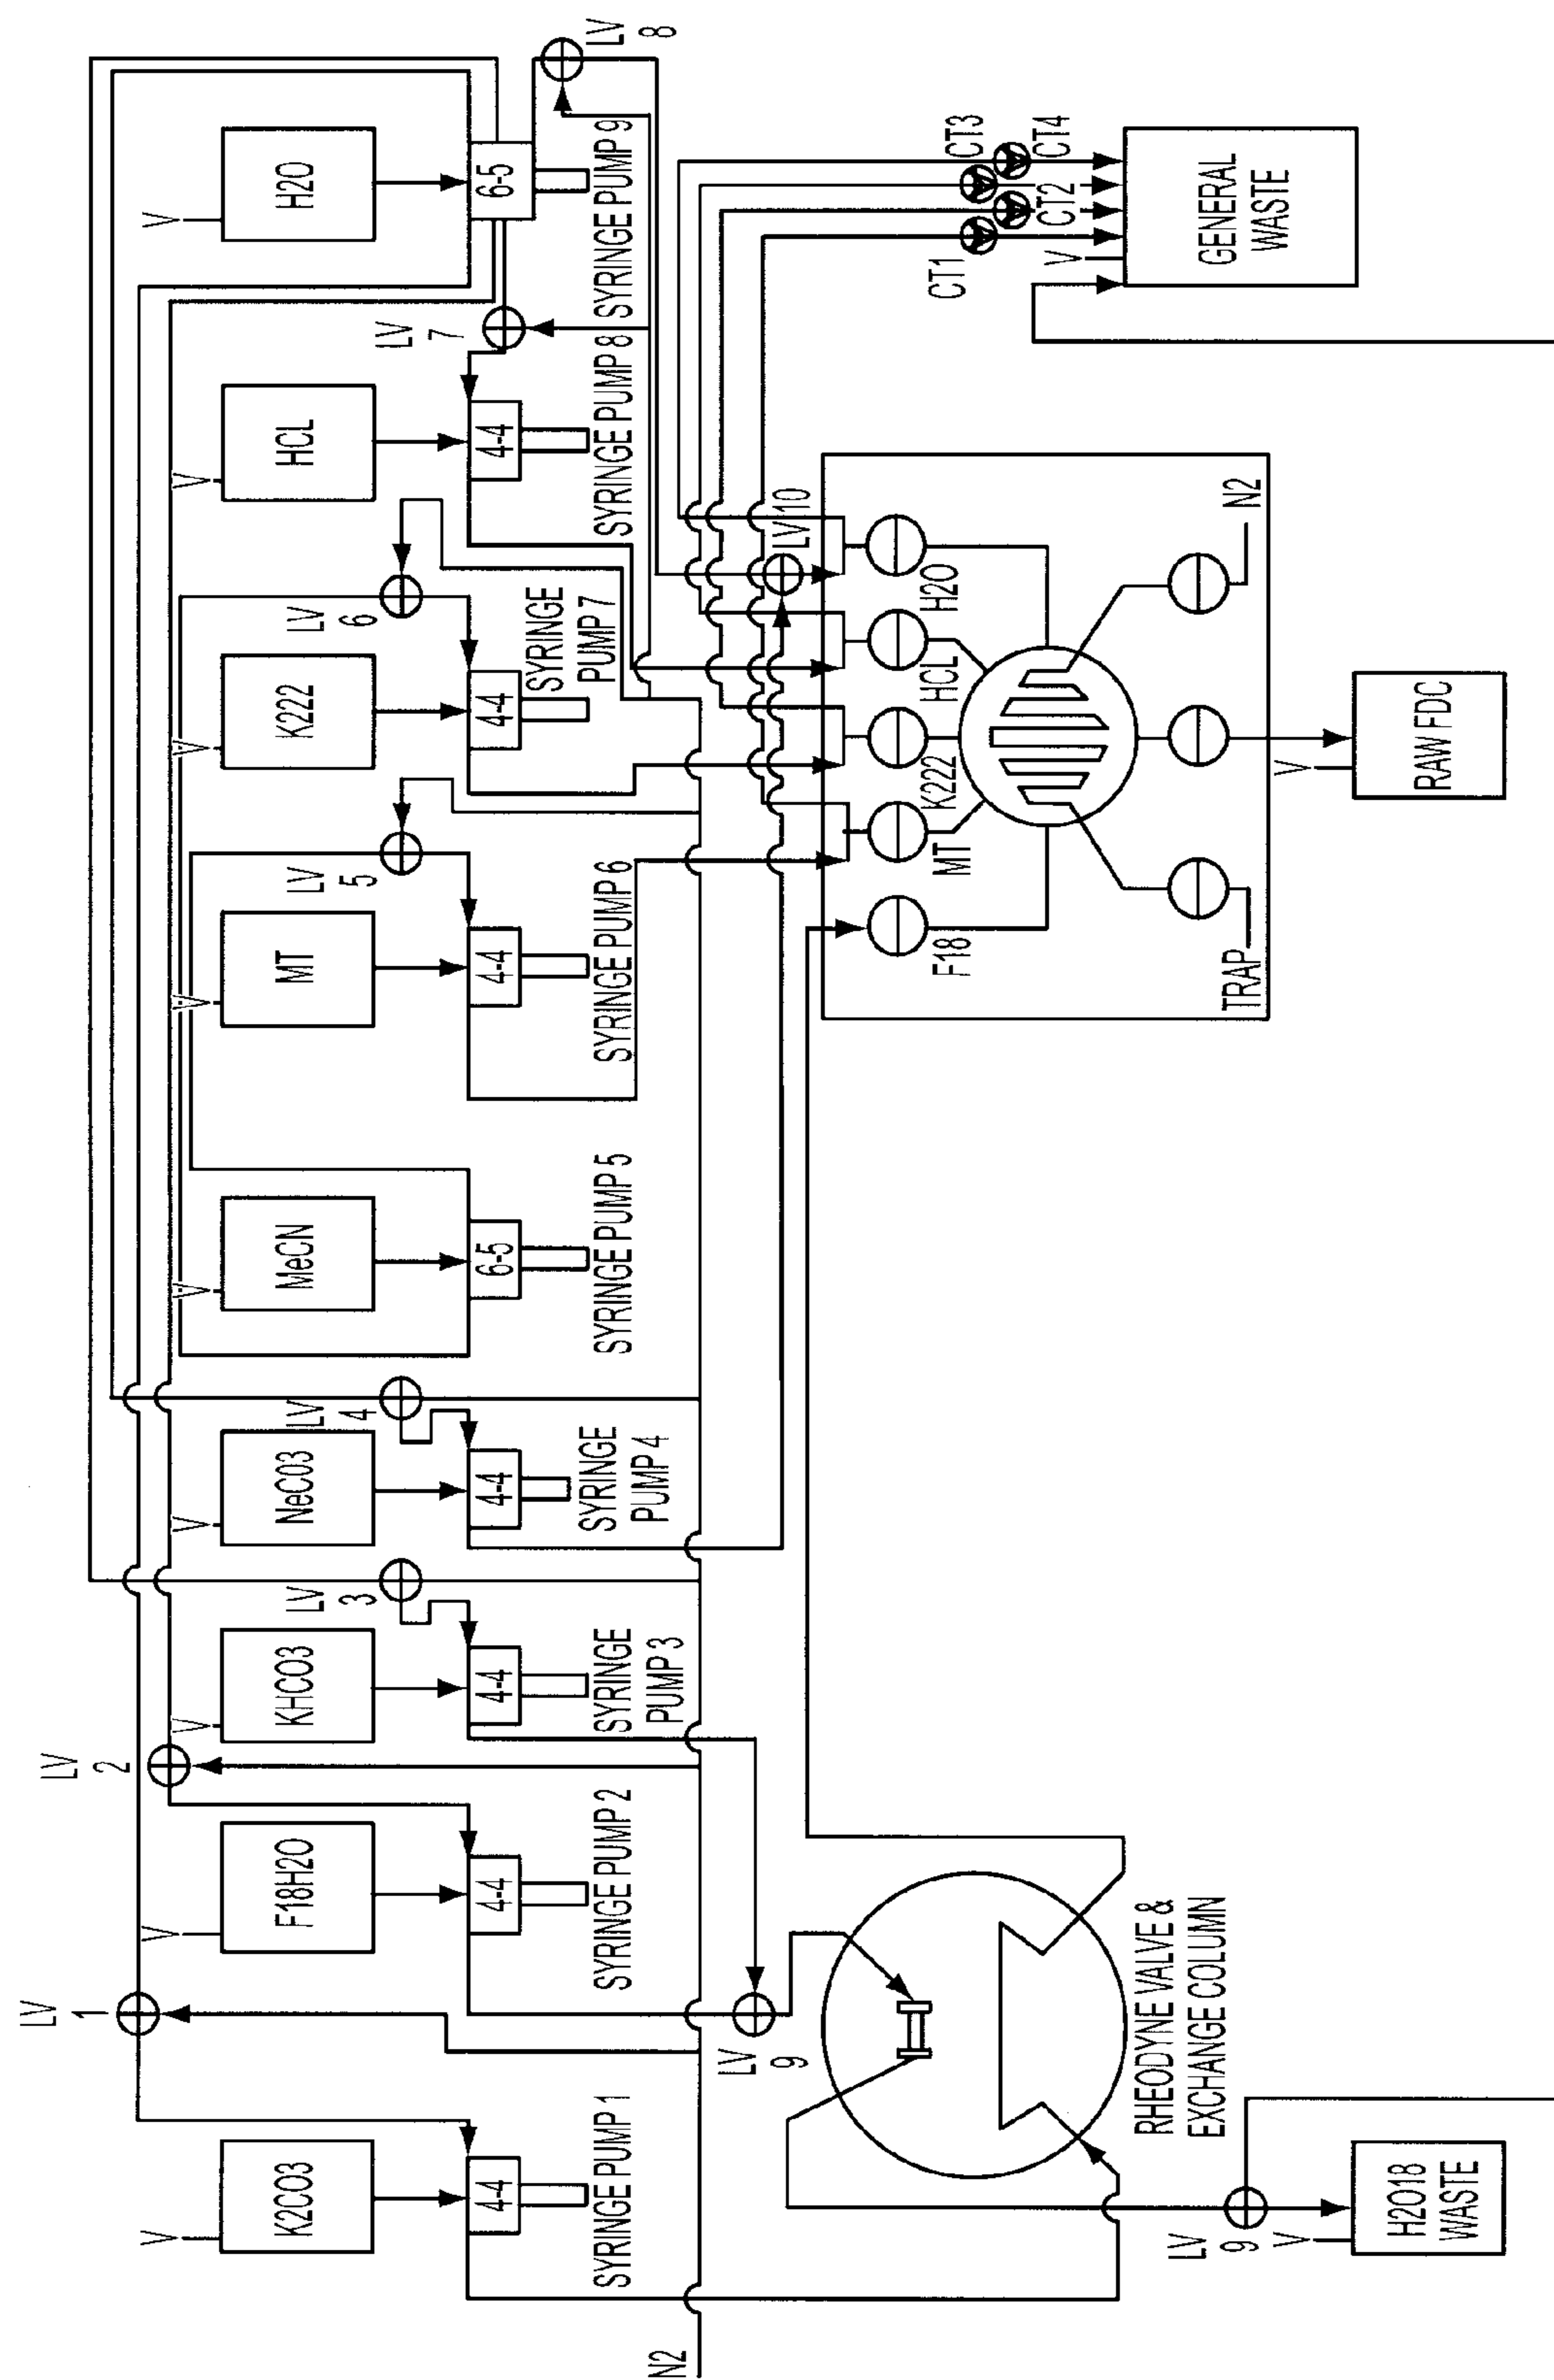 LV
1
LV
2
V
V
V
V
V
V
V
V
V
K2CO3
F18H2O
KHCO3
NeC03
MeCN
MT
K222
HCL
H2O
LV
3
LV
4
LV
5
LV
6
LV
7
4-4
4-4
4-4
4-4
6-5
4-4
4-4
4-4
6-5
SYRINGE PUMP 1
SYRINGE PUMP 2
SYRINGE
PUMP 3
SYRINGE
PUMP 4
SYRINGE PUMP 5
SYRINGE PUMP 6
SYRINGE
PUMP 7
SYRINGE PUMP 8
SYRINGE PUMP 9
LV
8
N2
LV
9
LV 10
F18
MT
K222
HCL
H2O
CT1
CT2
CT3
CT4
V
GENERAL
WASTE
RHEODYNE VALVE &
EXCHANGE COLUMN
TRAP
N2
LV
9
V
H2O18
WASTE
V
RAW FDC